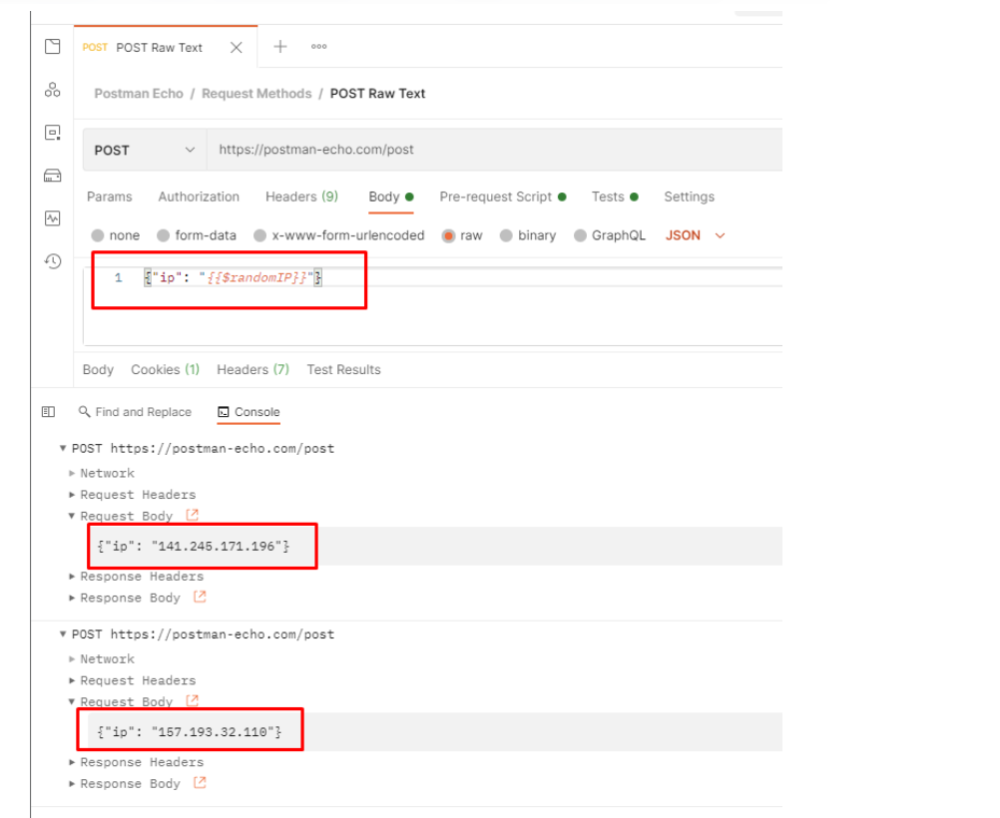 POST POST Raw Text
Postman Echo / Request Methods / POST Raw Text
POST https://postman-echo.com/post
Params Authorization Headers (9) Body Pre-request Script Tests Settings
none form-data x-www-form-urlencoded raw binary GraphQL JSON
1 {"ip": "{{$randomIP}}"}
Body Cookies (1) Headers (7) Test Results
Find and Replace Console
POST https://postman-echo.com/post
Network
Request Headers
Request Body
{"ip": "141.245.171.196"}
Response Headers
Response Body
POST https://postman-echo.com/post
Network
Request Headers
Request Body
{"ip": "157.193.32.110"}
Response Headers
Response Body